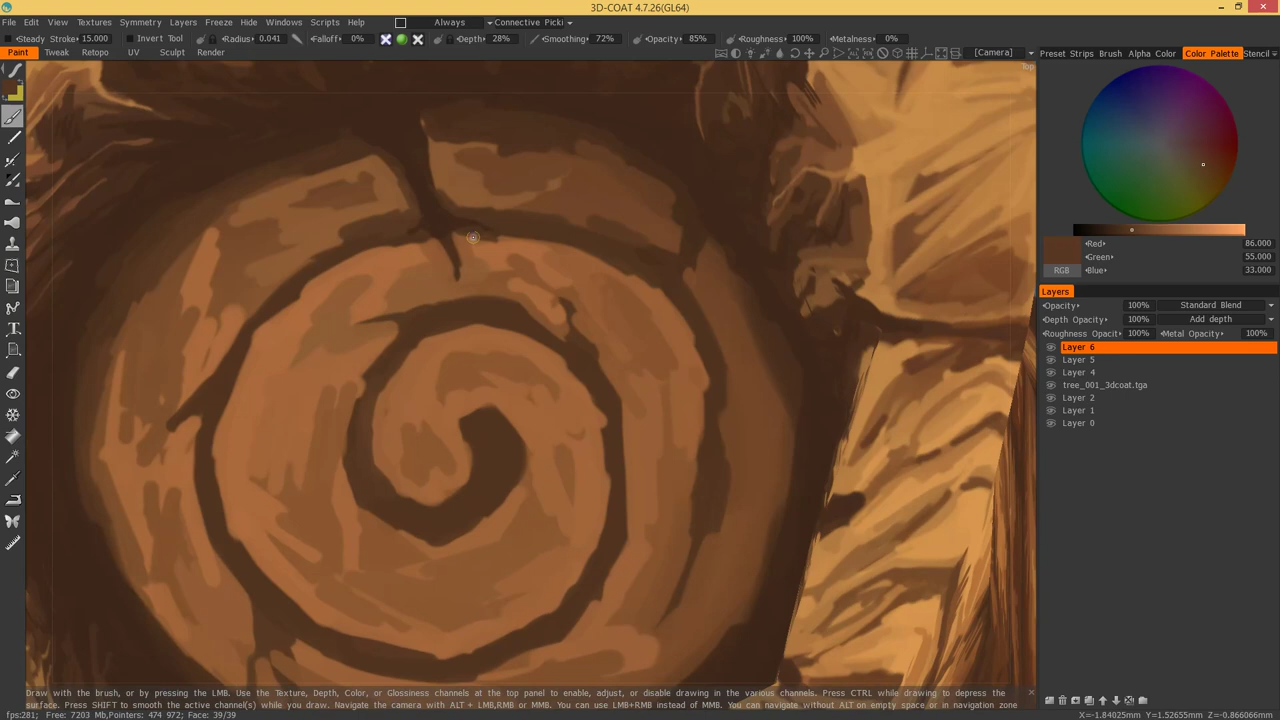 3D-COAT 4.7.26(GL64)
File Edit View Textures Symmetry Layers Freeze Hide Windows Scripts Help Always Connective Picki
Steady Stroke 15.000 Invert Tool Radius 0.041 Falloff 0% Depth 28% Smoothing 72% Opacity 85% Roughness 100% Metalness 0%
Paint Tweak Retopo UV Sculpt Render [Camera] Preset Strips Brush Alpha Color Color Palette Stencil
Top
Red 86.000
Green 55.000
RGB Blue 33.000
Layers
Opacity 100% Standard Blend
Depth Opacity 100% Add depth
Roughness Opacit 100% Metal Opacity 100%
Layer 6
Layer 5
Layer 4
tree_001_3dcoat.tga
Layer 2
Layer 1
Layer 0
Draw with the brush, or by pressing the LMB. Use the Texture, Depth, Color, or Glossiness channels at the top panel to enable, adjust, or disable drawing in the various channels. Press CTRL while drawing to depress the
surface. Press SHIFT to smooth the active channel(s) while you draw. Navigate the camera with ALT + LMB,RMB or MMB. You can use LMB+RMB instead of MMB. You can navigate without ALT on empty space or in navigation zone
fps:281; Free: 7203 Mb,Pointers: 474 972; Face: 39/39 X=-1.84025mm Y=1.52655mm Z=-0.866066mm